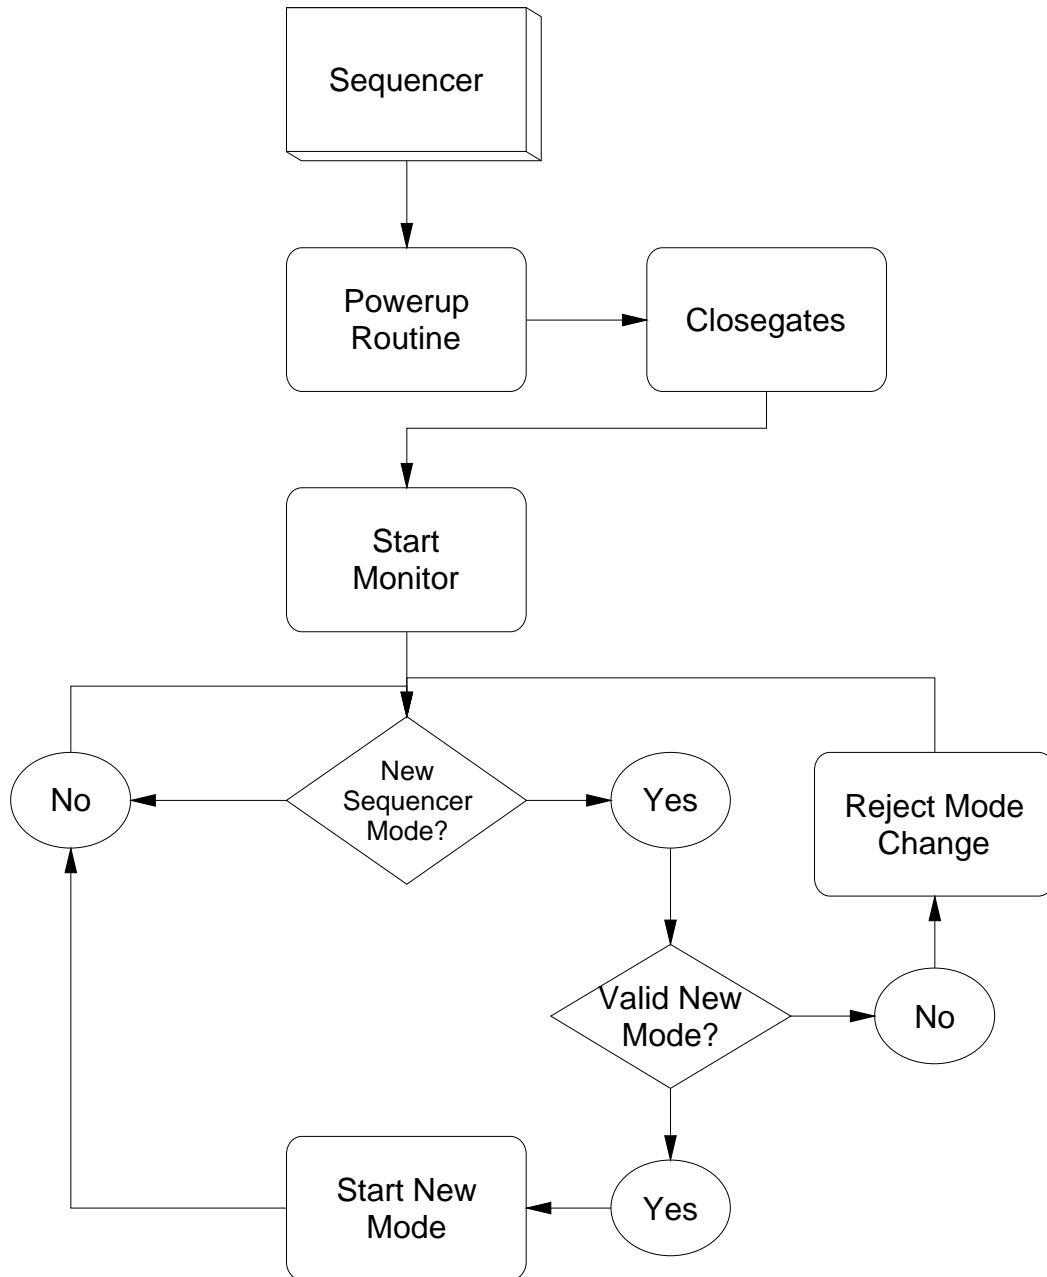 Sequencer
Powerup
Routine
Closegates
Start
Monitor
No
New
Sequencer
Mode?
Yes
Reject Mode
Change
Valid New
Mode?
No
Start New
Mode
Yes